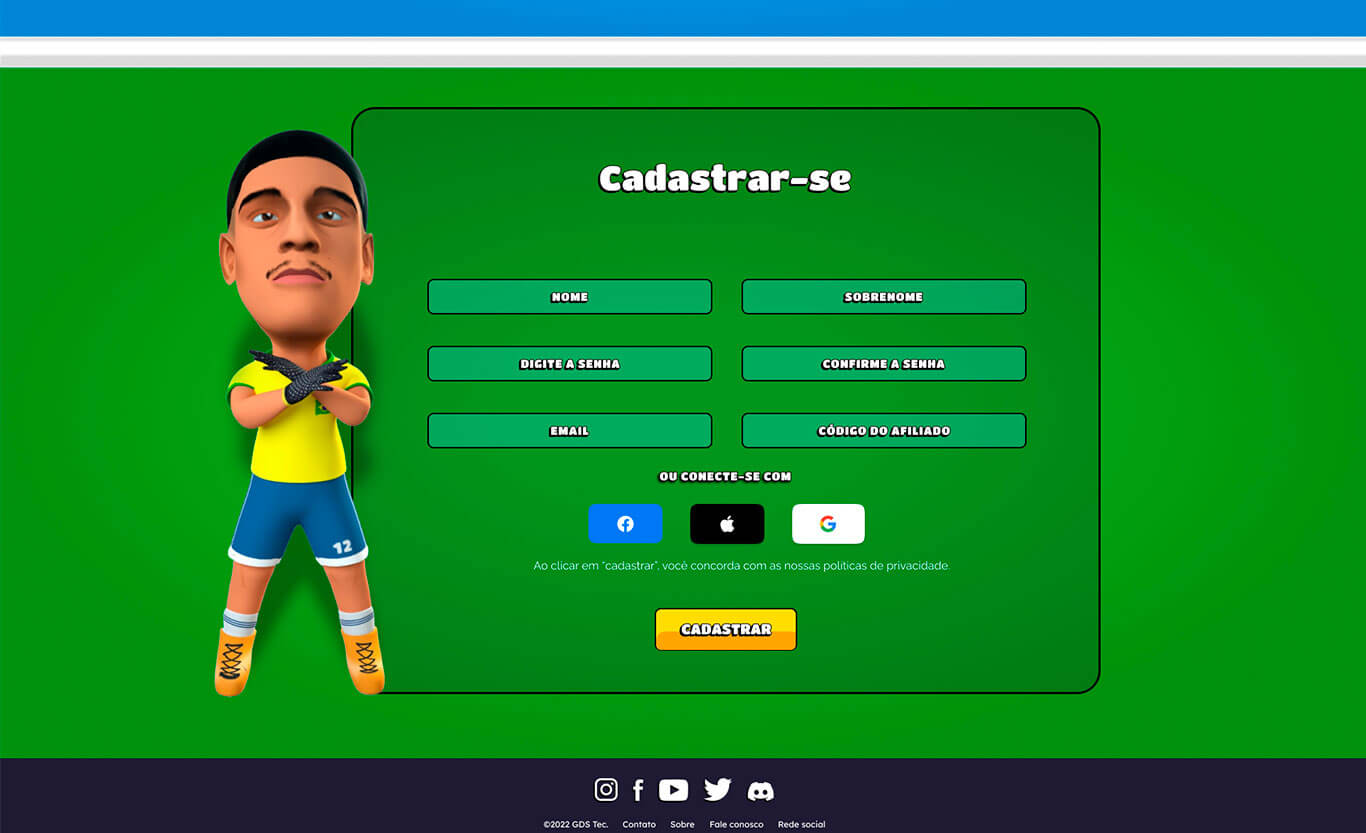 Cadastrar-se
NOME
SOBRENOME
DIGITE A SENHA
CONFIRME A SENHA
EMAIL
CÓDIGO DO AFILIADO
OU CONECTE-SE COM
Ao clicar em "cadastrar", você concorda com as nossas políticas de privacidade.
12
CADASTRAR
©2022 GDS Tec. Contato Sobre Fale conosco Rede social